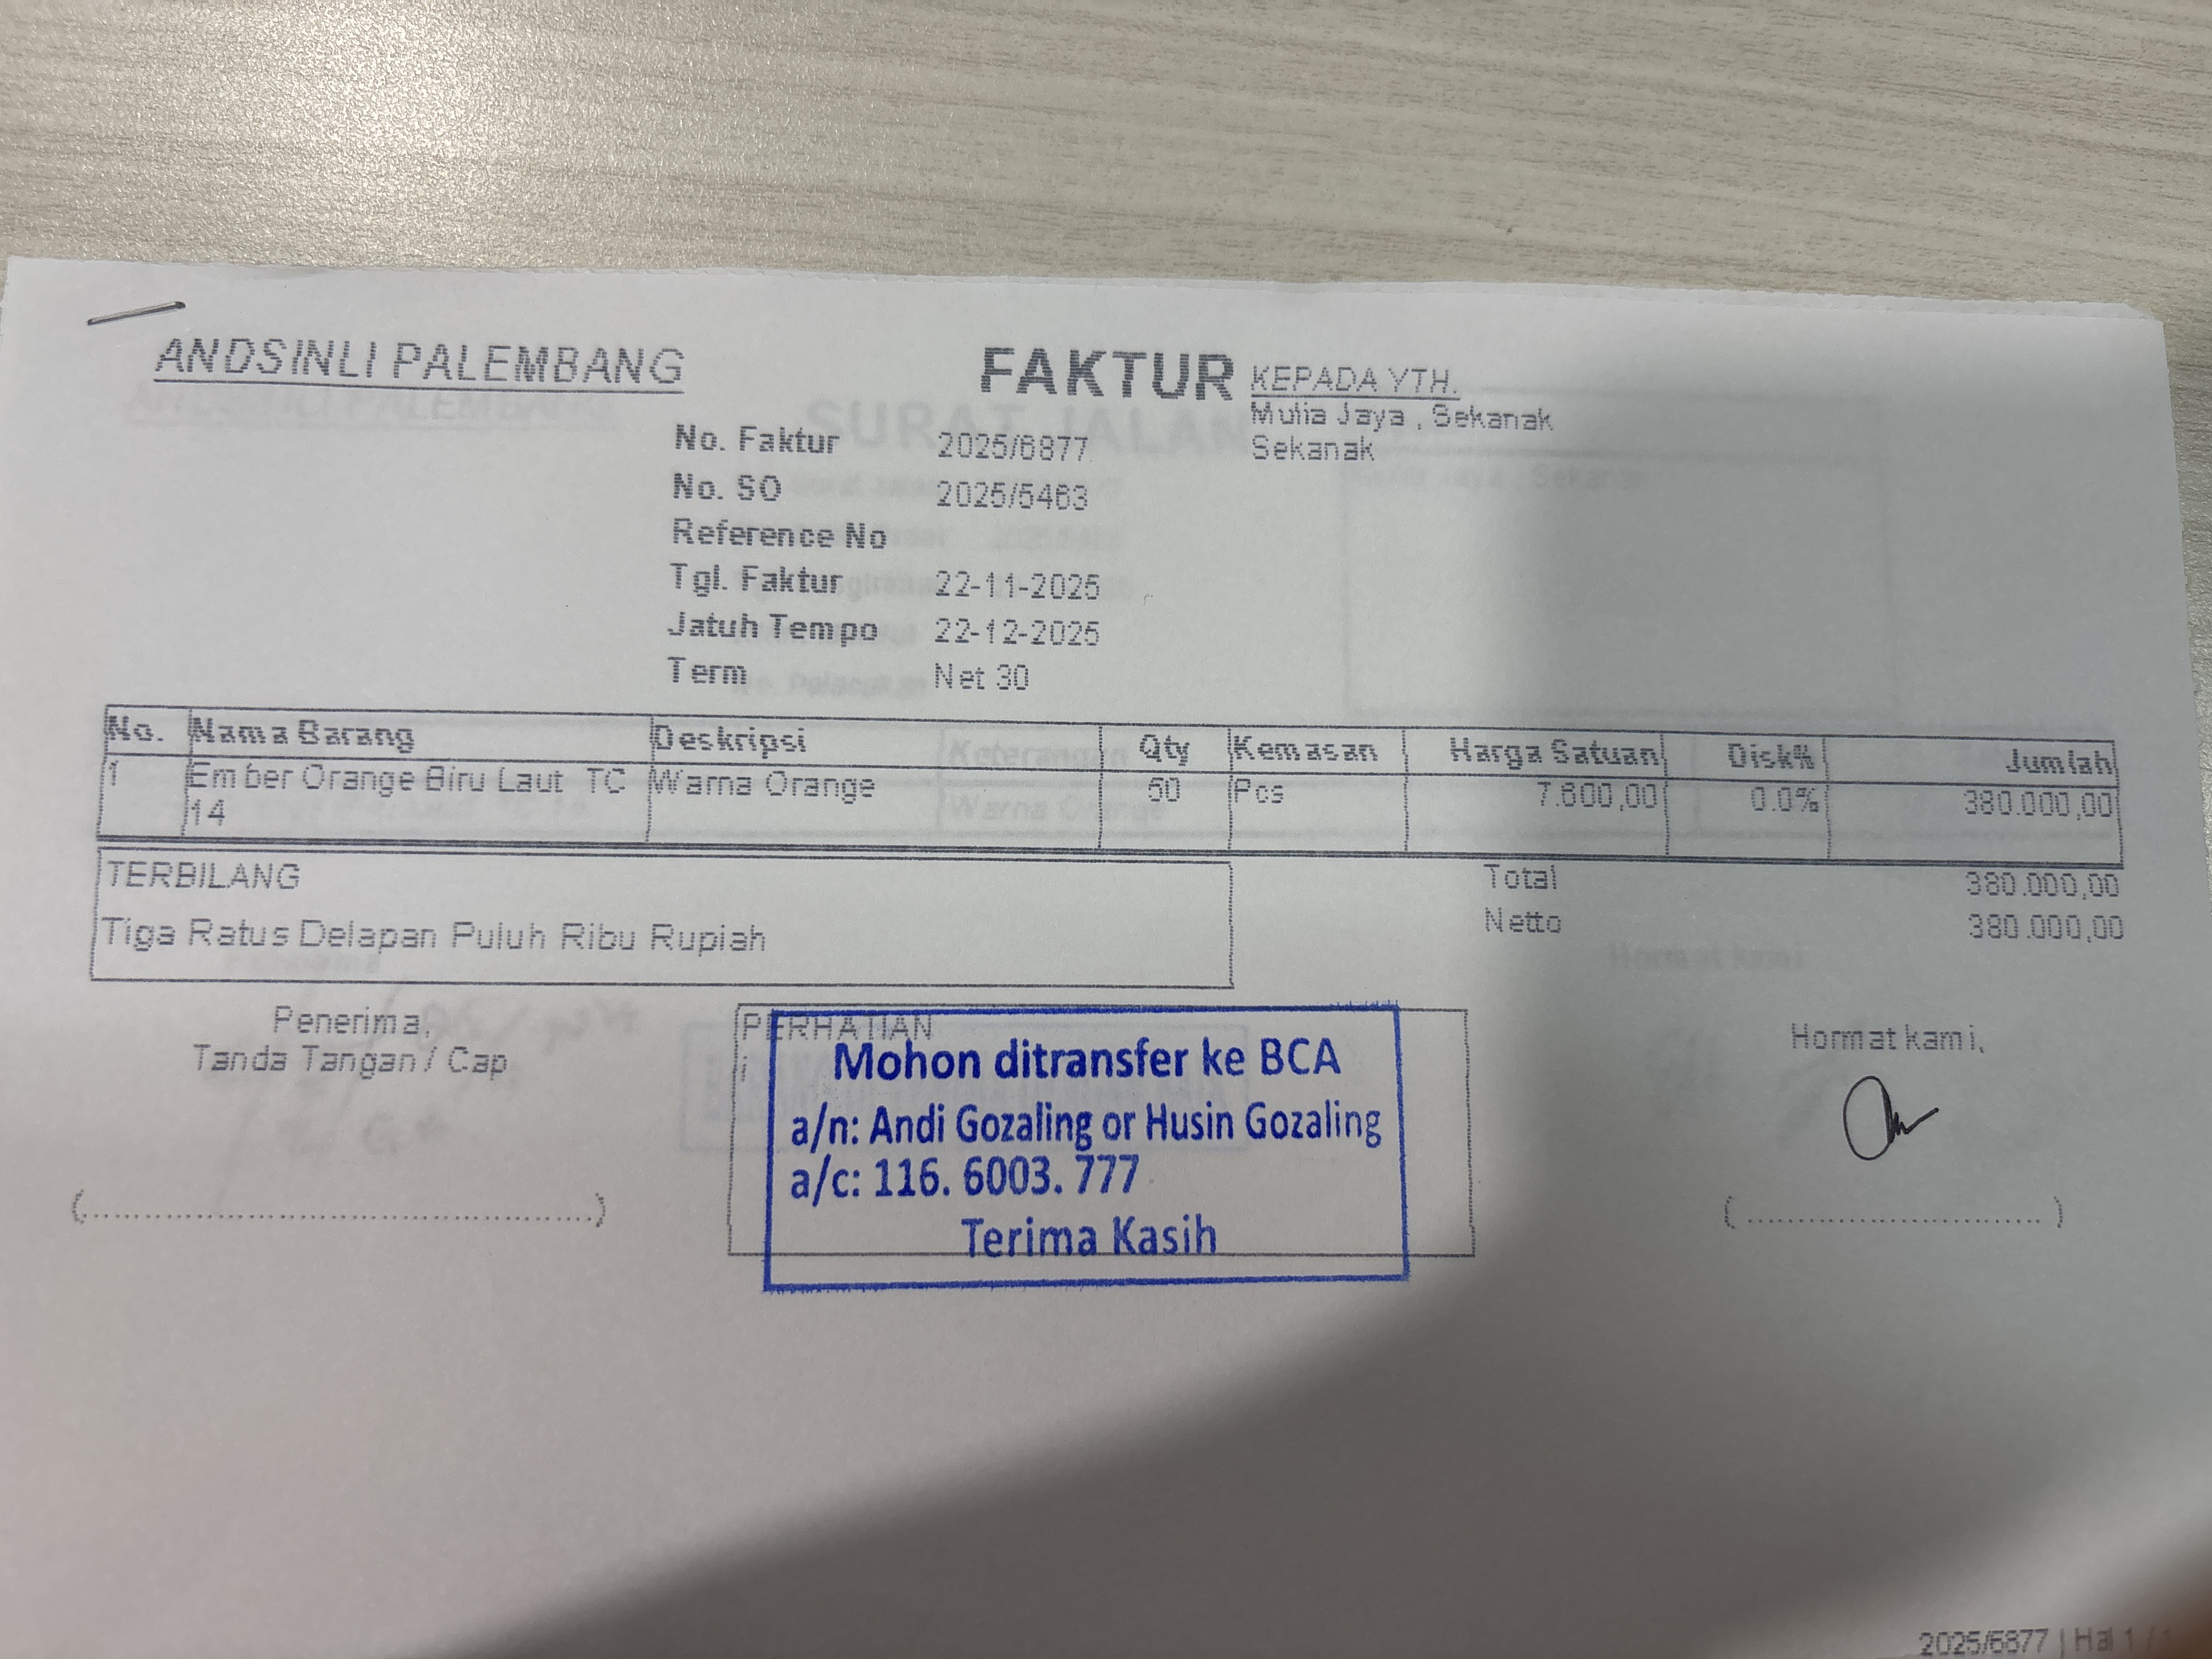 ANDSINLI PALEMBANG
FAKTUR
KEPADA YTH.
Mulia Jaya , Sekanak
Sekanak
No. Faktur 2025/6877
No. SO 2025/5463
Reference No
Tgl. Faktur 22-11-2025
Jatuh Tempo 22-12-2025
Term Net 30
No. Nama Barang Deskripsi Qty Kemasan Harga Satuan Disk% Jumlah
1 Ember Orange Biru Laut TC Warna Orange 50 Pcs 7.600,00 0.0% 380.000,00
14
TERBILANG
Tiga Ratus Delapan Puluh Ribu Rupiah
Total 380.000,00
Netto 380.000,00
Penerima,
Tanda Tangan / Cap
PERHATIAN
i
Mohon ditransfer ke BCA
a/n: Andi Gozaling or Husin Gozaling
a/c: 116. 6003. 777
Terima Kasih
Hormat kami,
(................................................)
(............................)
2025/6877 | Hal 1 /